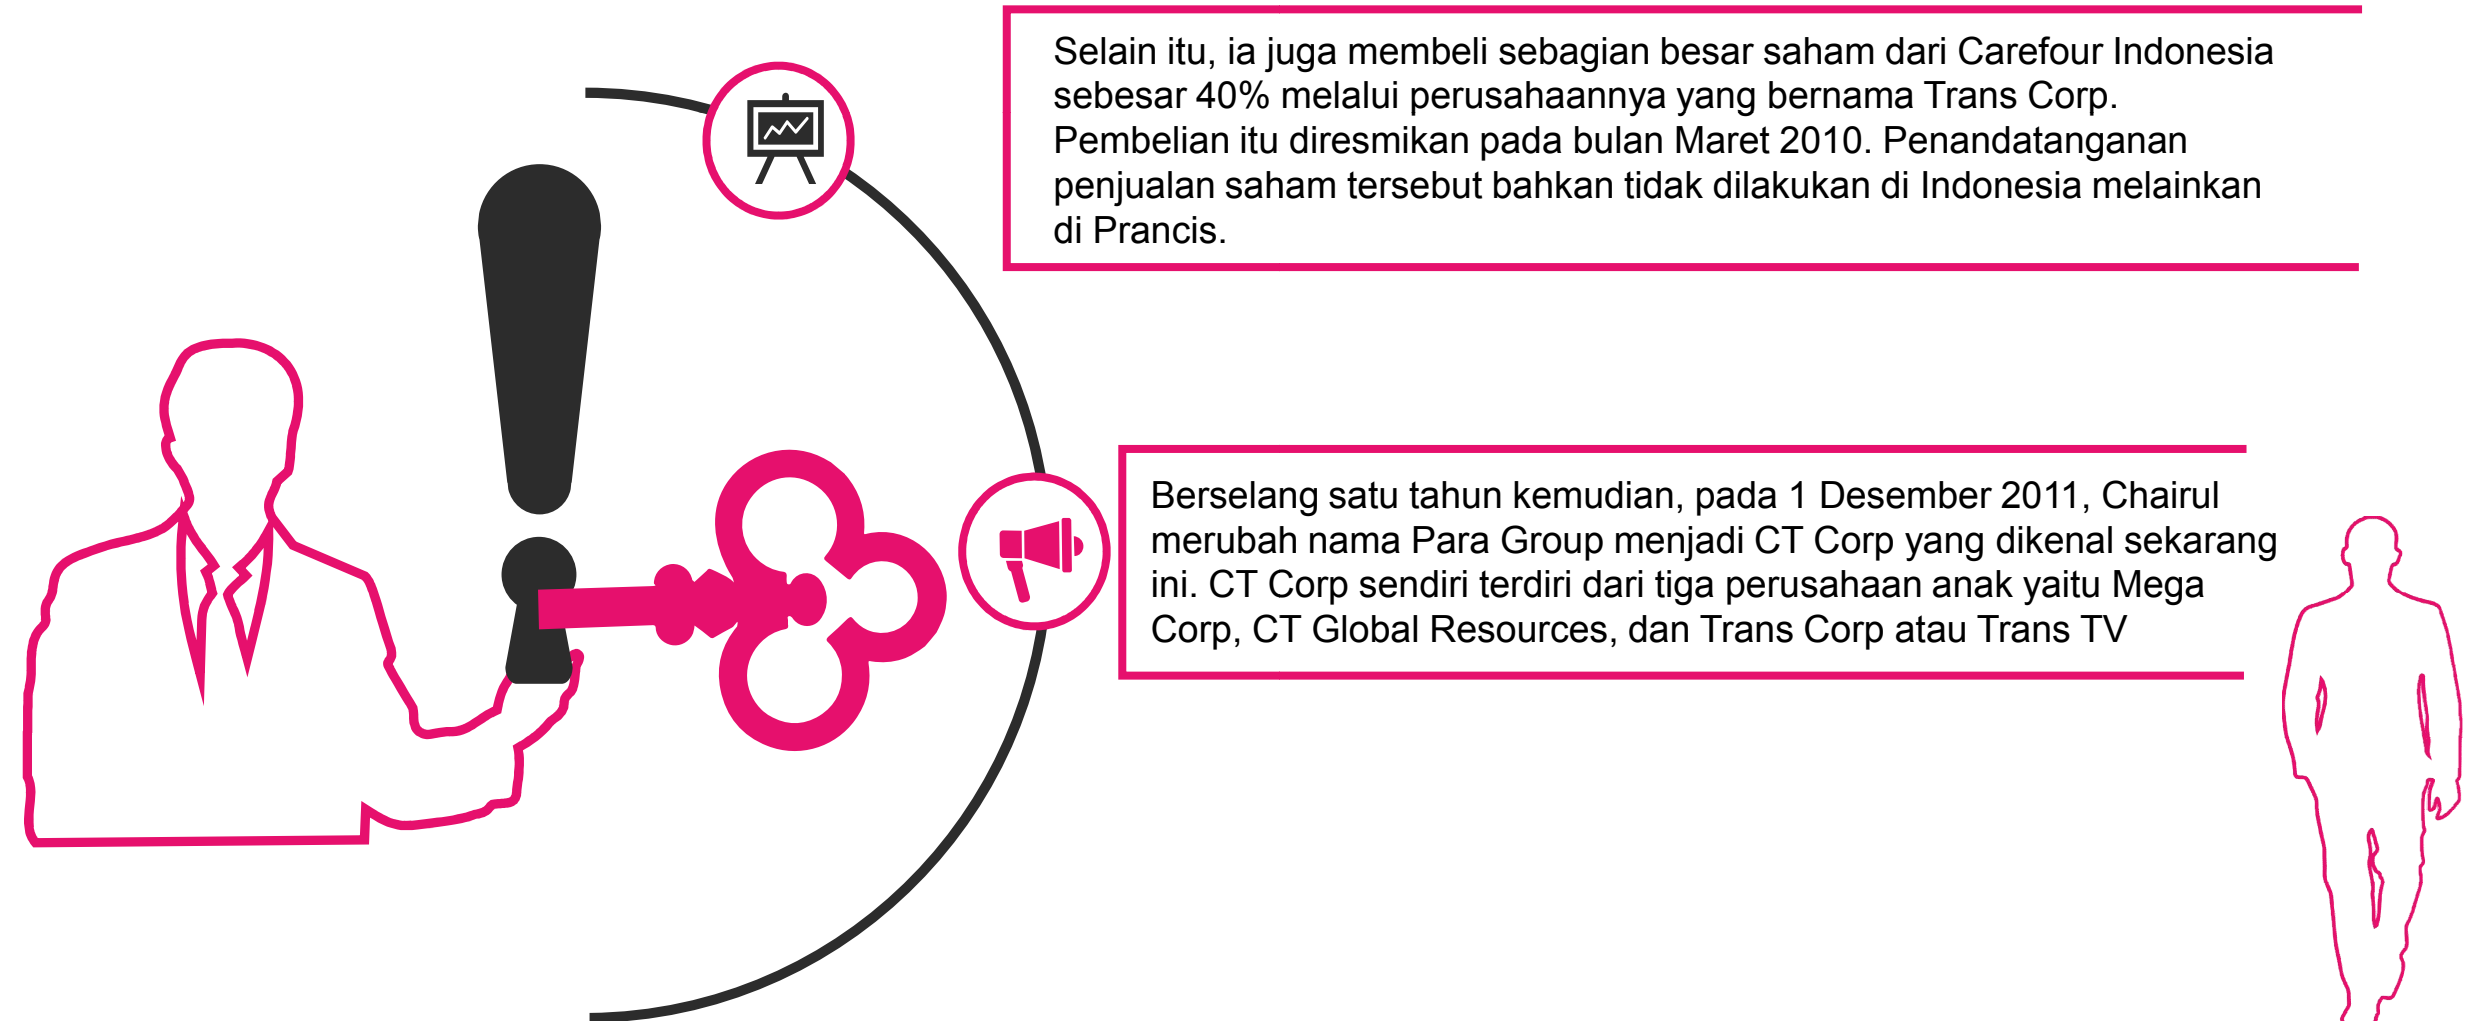 Selain itu, ia juga membeli sebagian besar saham dari Carefour Indonesia
sebesar 40% melalui perusahaannya yang bernama Trans Corp.
Pembelian itu diresmikan pada bulan Maret 2010. Penandatanganan
penjualan saham tersebut bahkan tidak dilakukan di Indonesia melainkan
di Prancis.
Berselang satu tahun kemudian, pada 1 Desember 2011, Chairul
merubah nama Para Group menjadi CT Corp yang dikenal sekarang
ini. CT Corp sendiri terdiri dari tiga perusahaan anak yaitu Mega
Corp, CT Global Resources, dan Trans Corp atau Trans TV